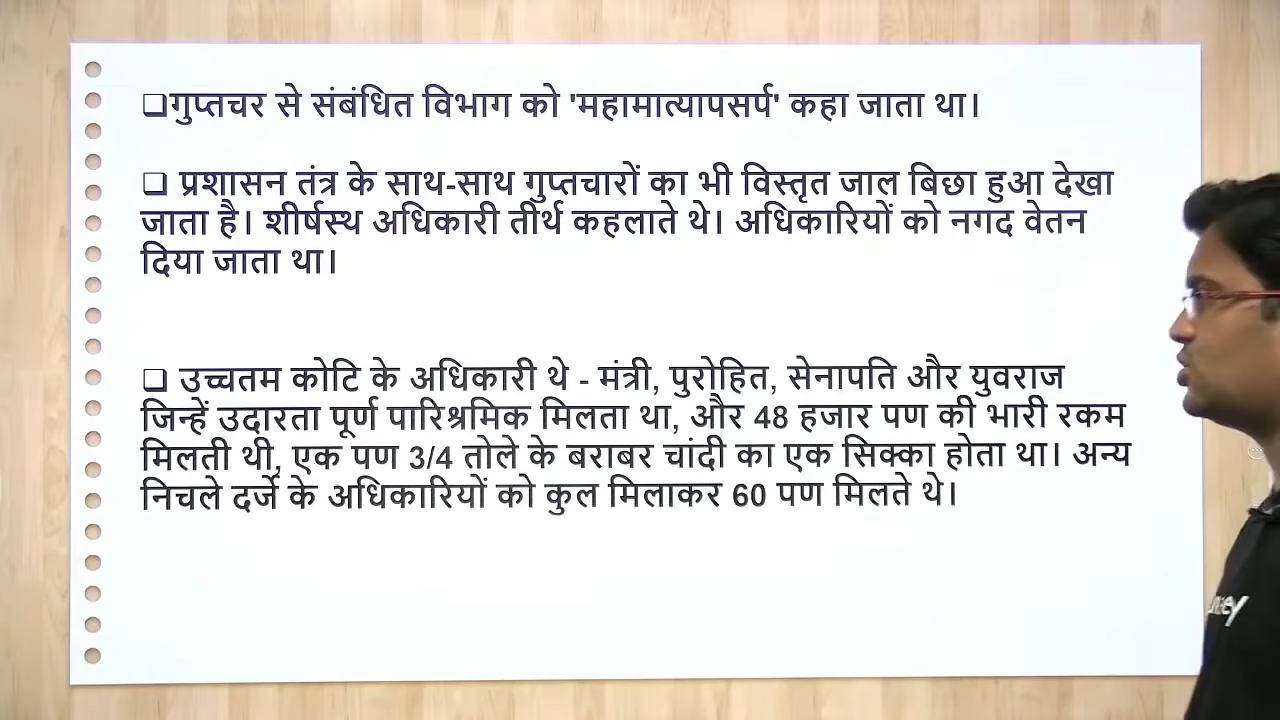 ❑गुप्तचर से संबंधित विभाग को 'महामात्यापसर्प' कहा जाता था।
❑ प्रशासन तंत्र के साथ-साथ गुप्तचारों का भी विस्तृत जाल बिछा हुआ देखा
जाता है। शीर्षस्थ अधिकारी तीर्थ कहलाते थे। अधिकारियों को नगद वेतन
दिया जाता था।
❑ उच्चतम कोटि के अधिकारी थे - मंत्री, पुरोहित, सेनापति और युवराज
जिन्हें उदारता पूर्ण पारिश्रमिक मिलता था, और 48 हजार पण की भारी रकम
मिलती थी, एक पण 3/4 तोले के बराबर चांदी का एक सिक्का होता था। अन्य
निचले दर्जे के अधिकारियों को कुल मिलाकर 60 पण मिलते थे।